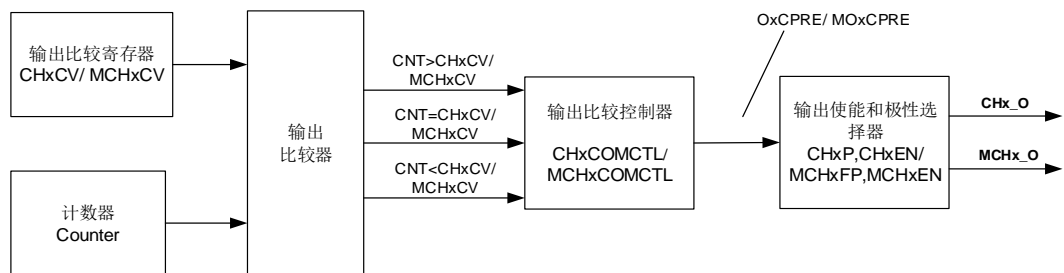 输出比较寄存器
CHxCV/ MCHxCV
计数器
Counter
输出
比较器
CNT>CHxCV/
MCHxCV
CNT=CHxCV/
MCHxCV
CNT<CHxCV/
MCHxCV
输出比较控制器
CHxCOMCTL/
MCHxCOMCTL
OxCPRE/ MOxCPRE
输出使能和极性选
择器
CHxP,CHxEN/
MCHxFP,MCHxEN
CHx_O
MCHx_O